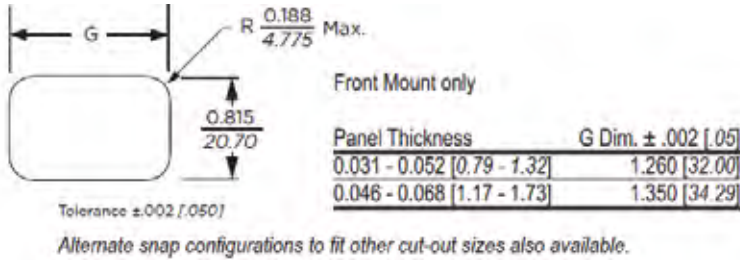 G
R 0.188 Max.
4.775
Front Mount only
0.815
20.70
Panel Thickness G Dim. ± .002 [.05]
0.031 - 0.052 [0.79 - 1.32] 1.260 [32.00]
0.046 - 0.068 [1.17 - 1.73] 1.350 [34.29]
Tolerance ±.002 [.050]
Alternate snap configurations to fit other cut-out sizes also available.